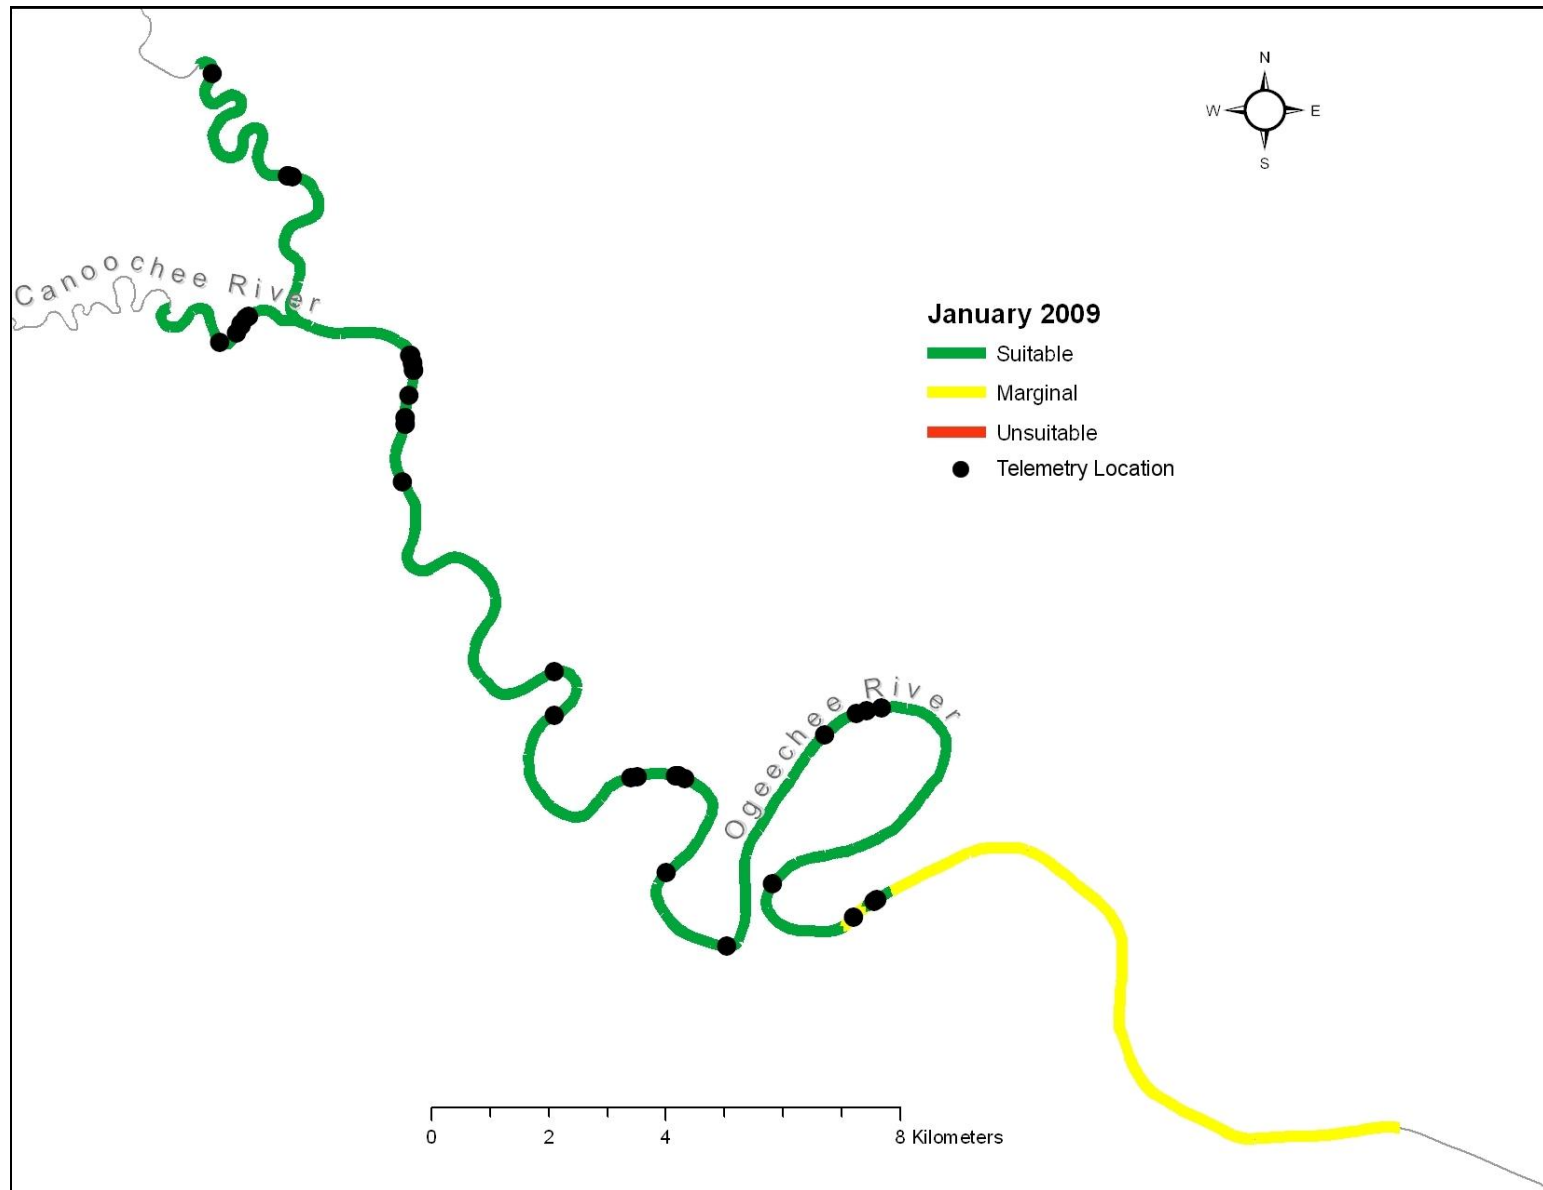 N
W E
S
Canoochee River
January 2009
Suitable
Marginal
Unsuitable
Telemetry Location
Ogeechee River
0 2 4 8 Kilometers